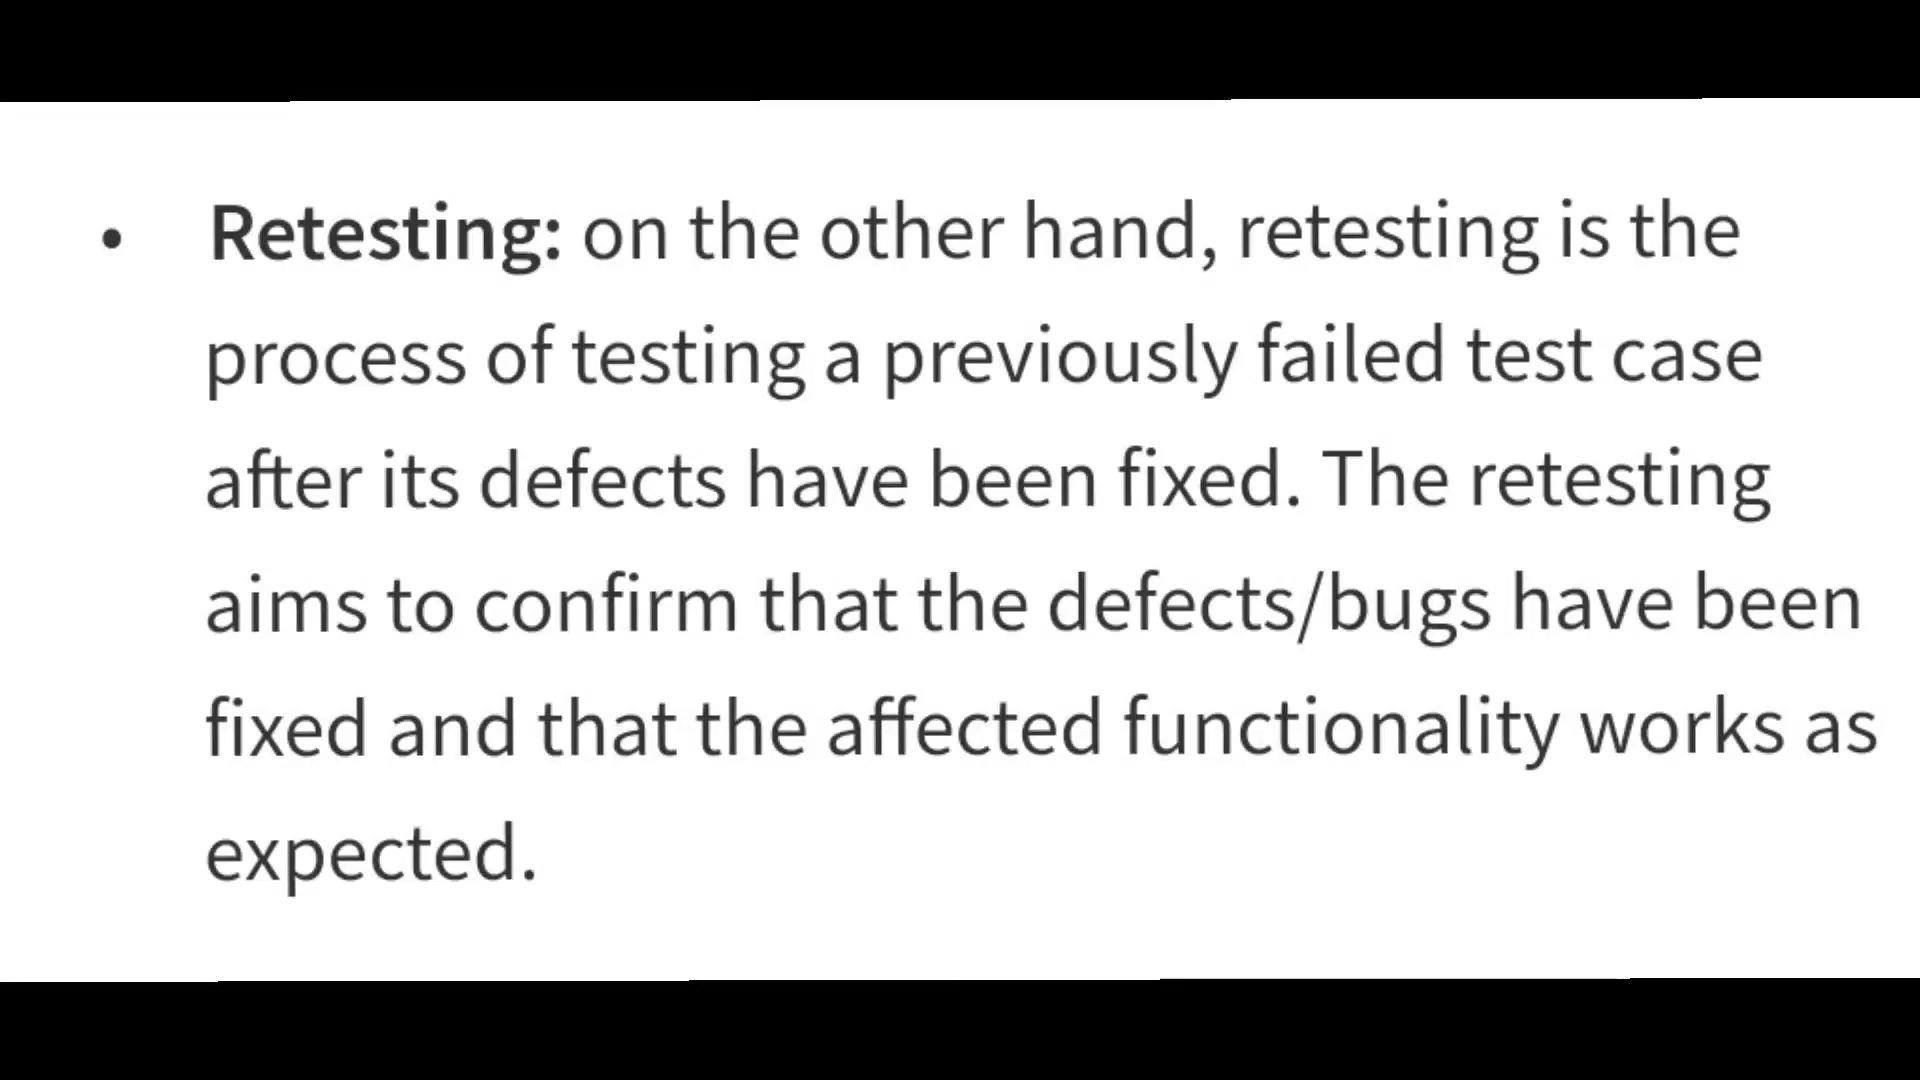 • Retesting: on the other hand, retesting is the
process of testing a previously failed test case
after its defects have been fixed. The retesting
aims to confirm that the defects/bugs have been
fixed and that the affected functionality works as
expected.